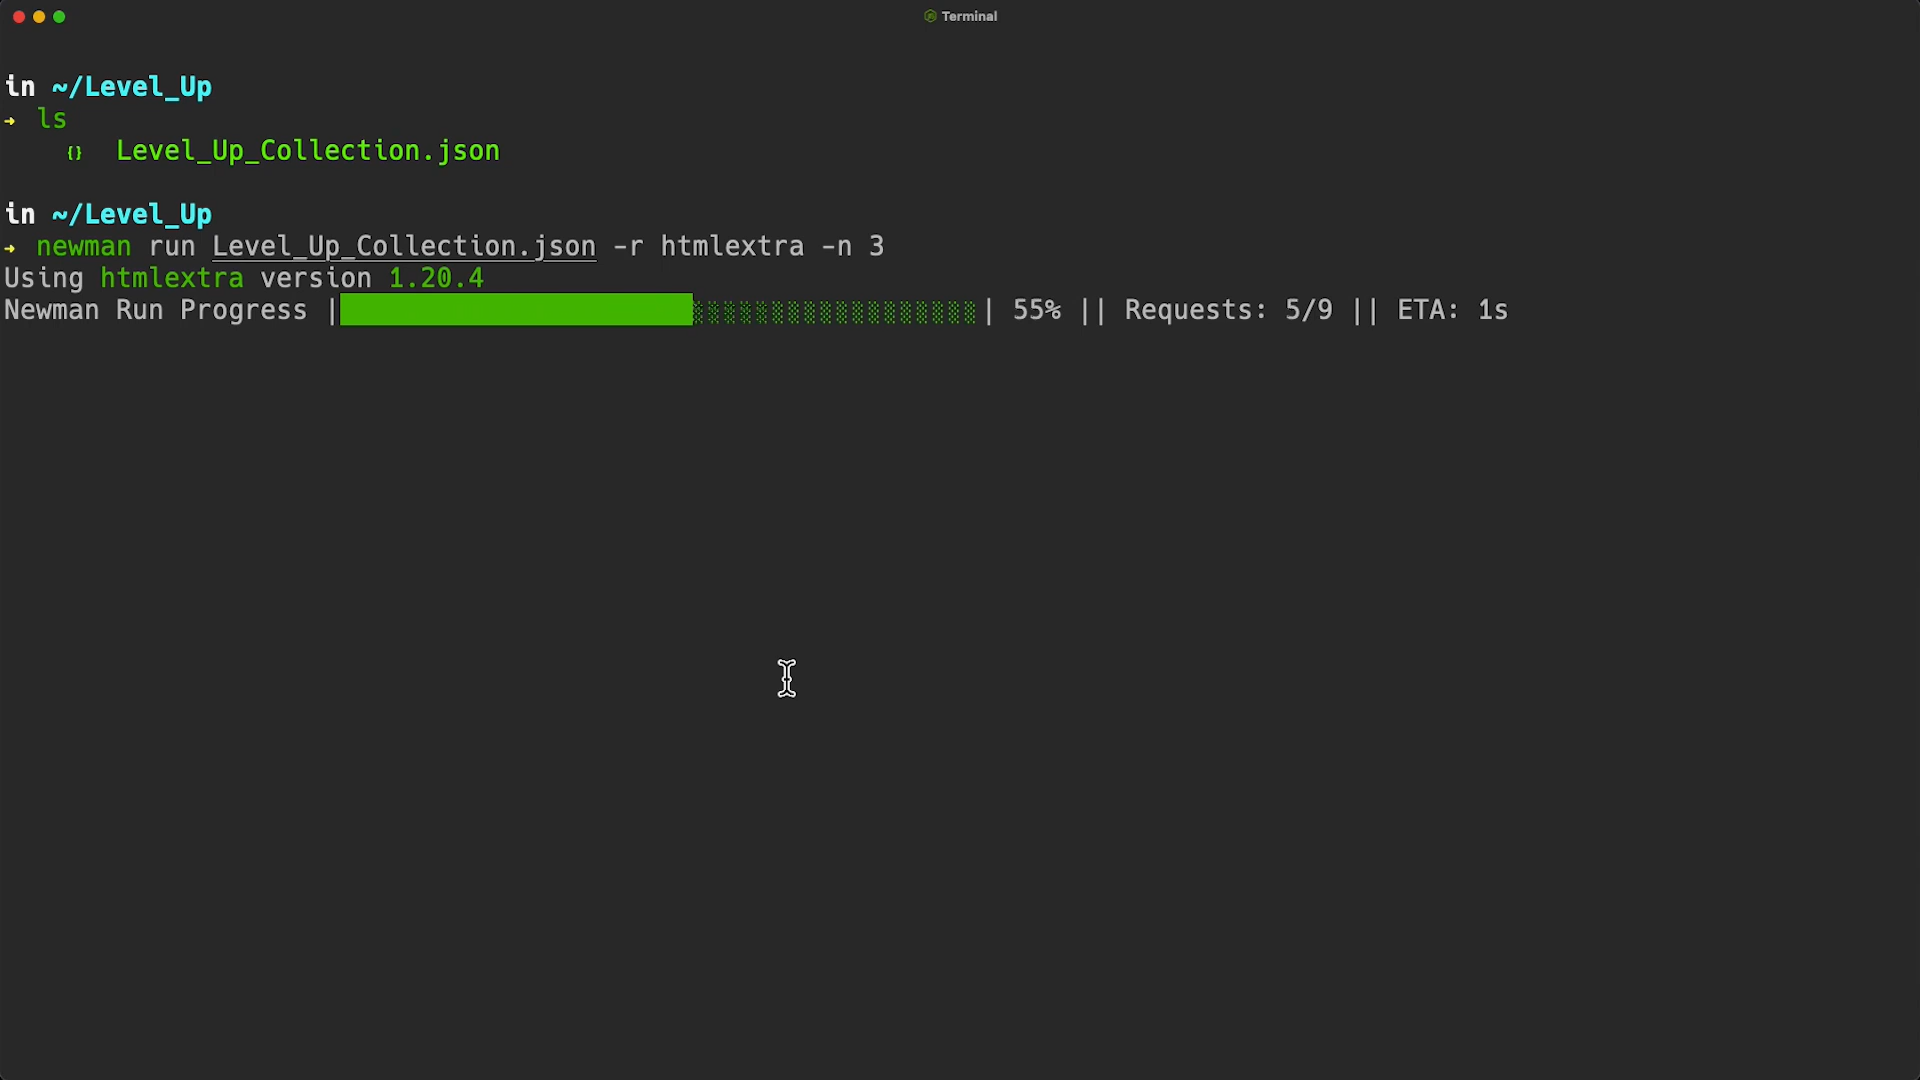 Terminal
in ~/Level_Up
→ ls
{} Level_Up_Collection.json
in ~/Level_Up
→ newman run Level_Up_Collection.json -r htmlextra -n 3
Using htmlextra version 1.20.4
Newman Run Progress | | 55% || Requests: 5/9 || ETA: 1s